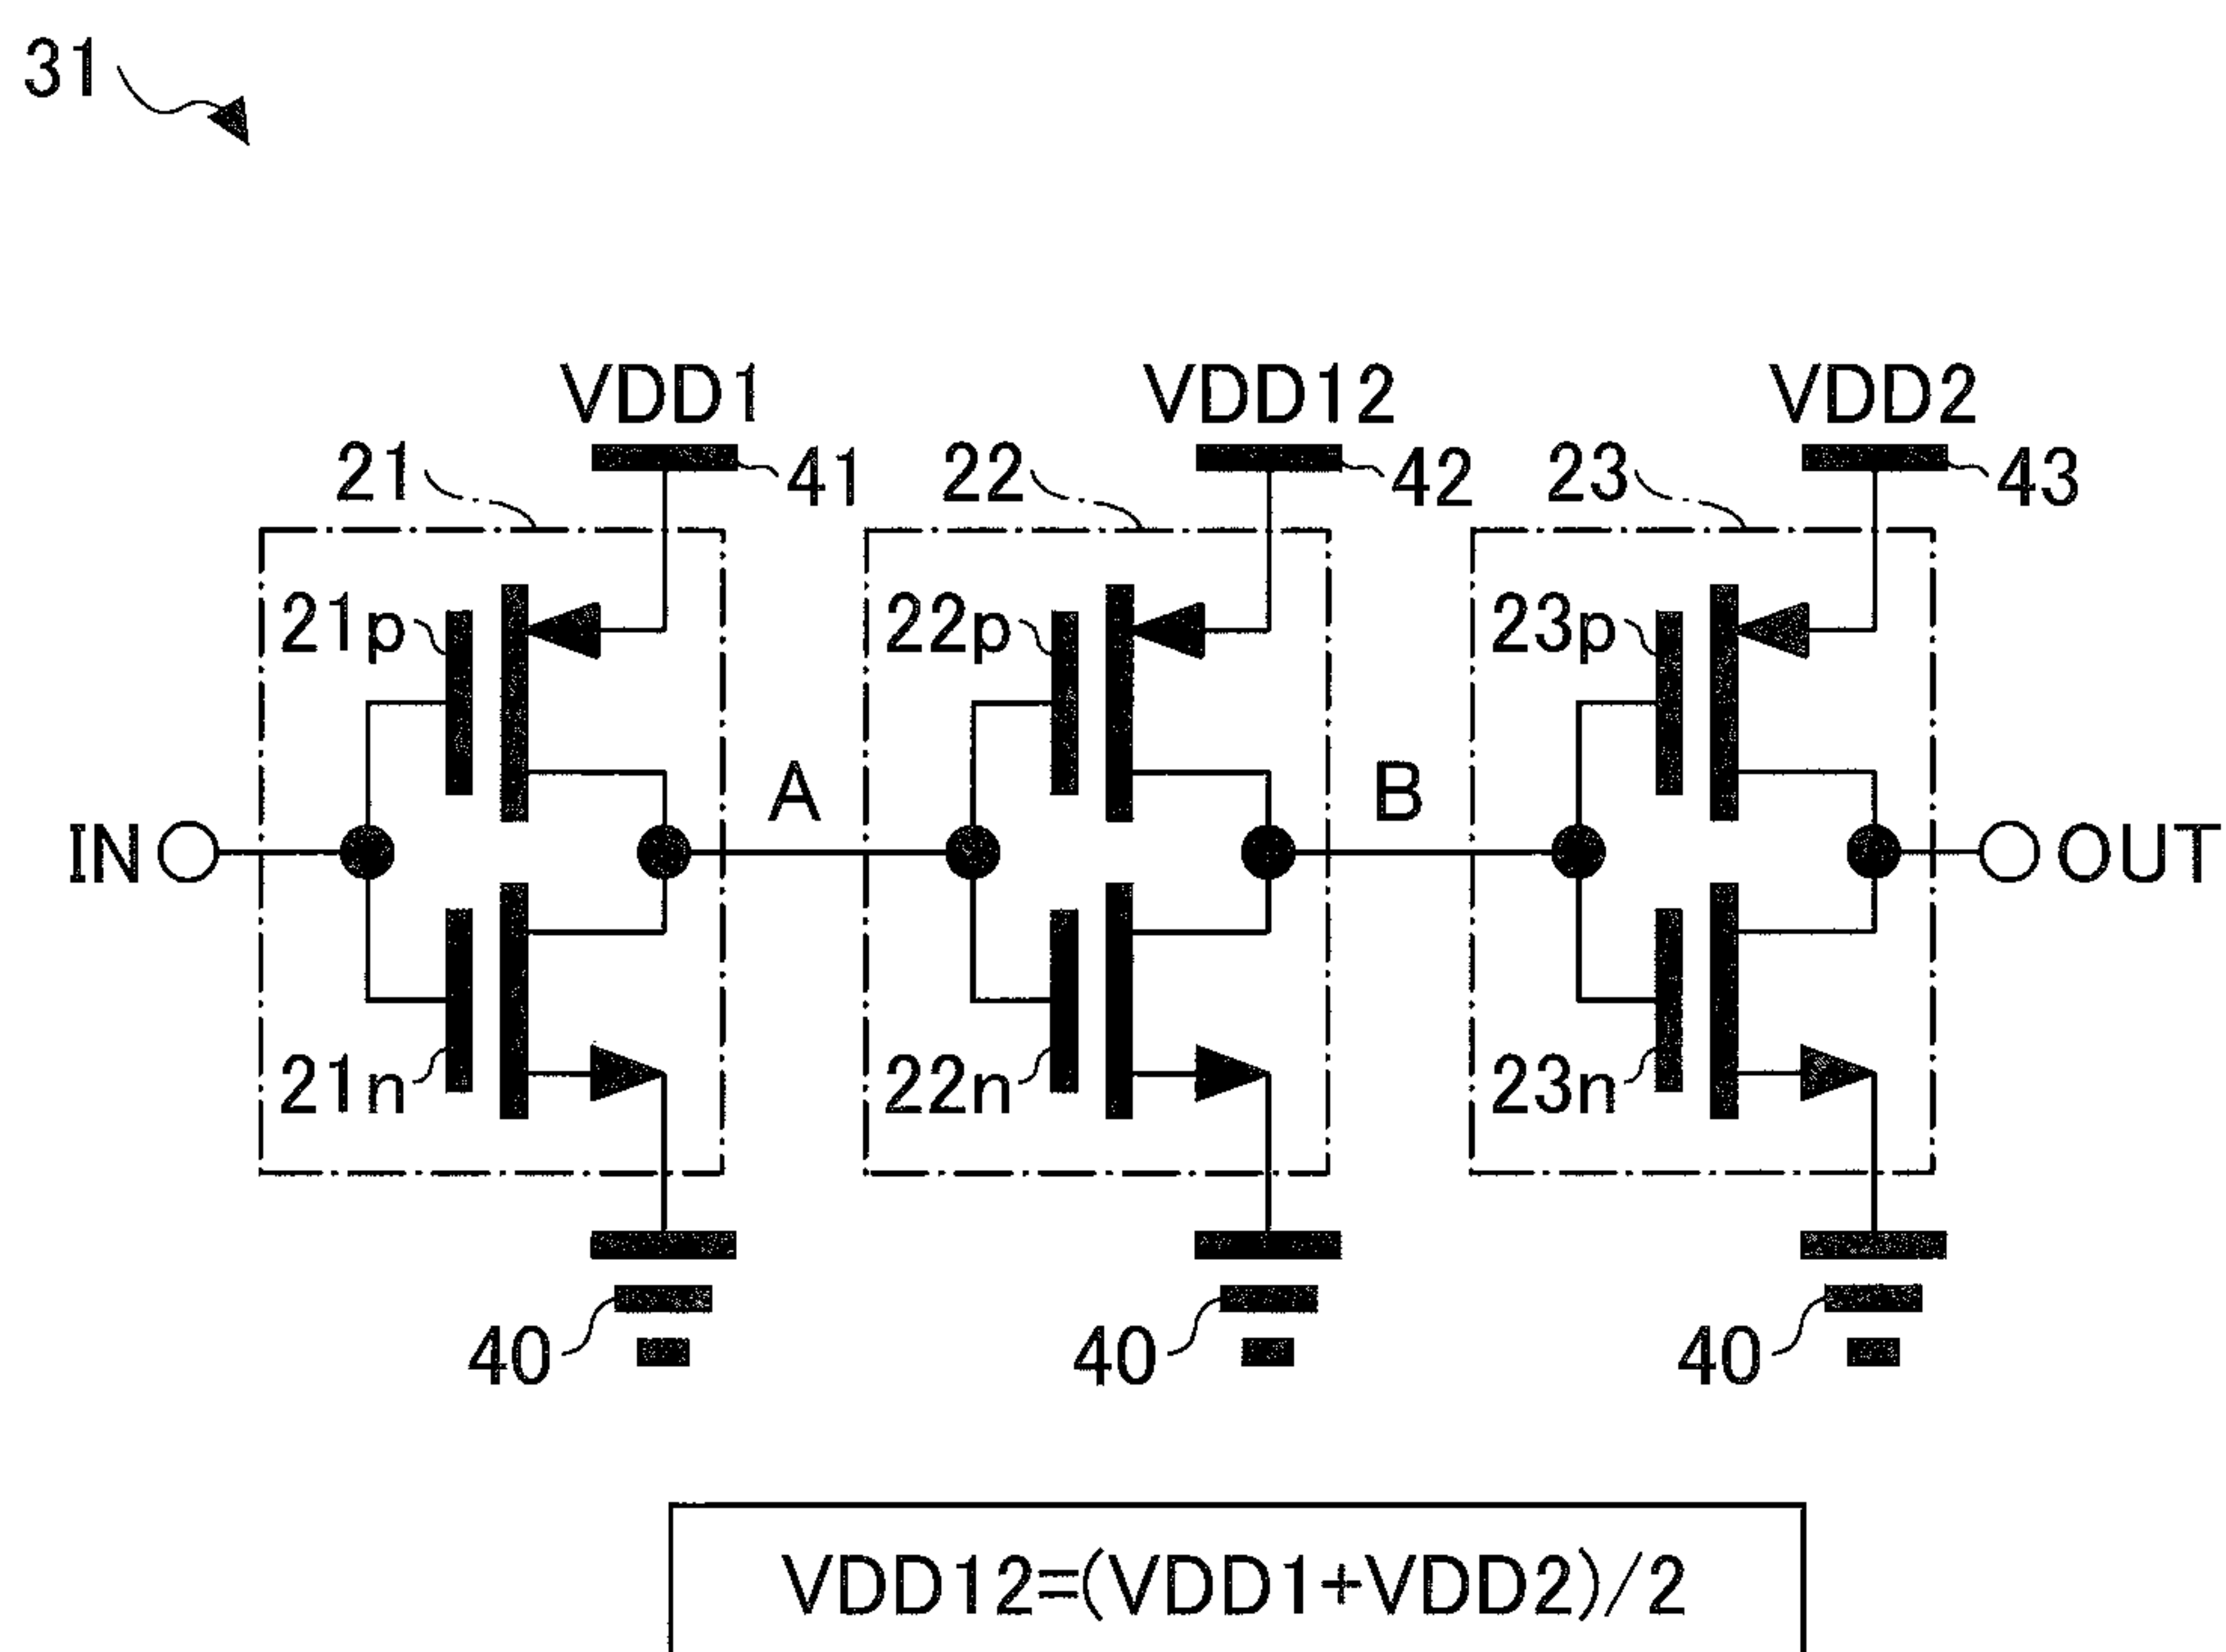 31
VDD1 VDD12 VDD2
21 41 22 42 23 43
21p 22p 23p
A B
IN OUT
21n 22n 23n
40 40 40
VDD12=(VDD1+VDD2)/2